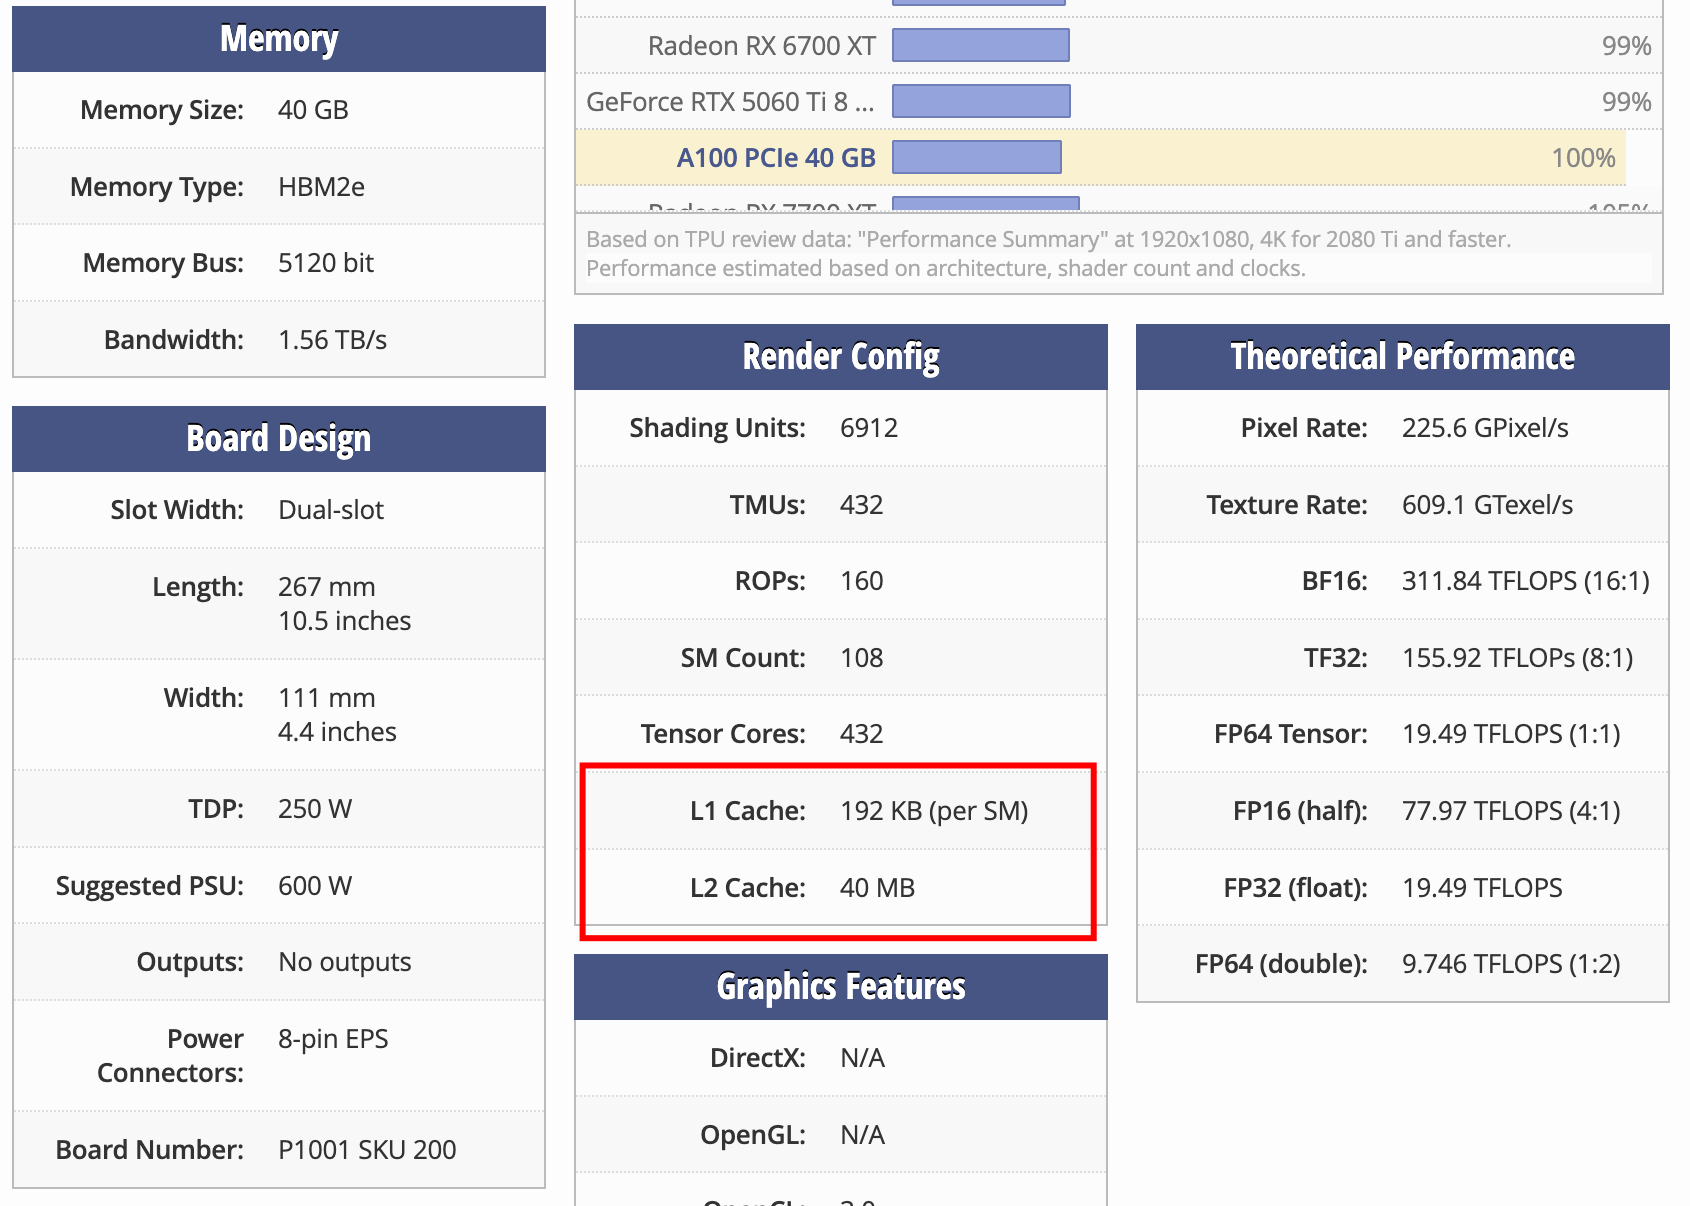 Memory
Memory Size: 40 GB
Memory Type: HBM2e
Memory Bus: 5120 bit
Bandwidth: 1.56 TB/s
Board Design
Slot Width: Dual-slot
Length: 267 mm
10.5 inches
Width: 111 mm
4.4 inches
TDP: 250 W
Suggested PSU: 600 W
Outputs: No outputs
Power 8-pin EPS
Connectors:
Board Number: P1001 SKU 200
Radeon RX 6700 XT 99%
GeForce RTX 5060 Ti 8 ... 99%
A100 PCIe 40 GB 100%
Radeon RX 7700 XT 105%
Based on TPU review data: "Performance Summary" at 1920x1080, 4K for 2080 Ti and faster.
Performance estimated based on architecture, shader count and clocks.
Render Config
Shading Units: 6912
TMUs: 432
ROPs: 160
SM Count: 108
Tensor Cores: 432
L1 Cache: 192 KB (per SM)
L2 Cache: 40 MB
Graphics Features
DirectX: N/A
OpenGL: N/A
Theoretical Performance
Pixel Rate: 225.6 GPixel/s
Texture Rate: 609.1 GTexel/s
BF16: 311.84 TFLOPS (16:1)
TF32: 155.92 TFLOPs (8:1)
FP64 Tensor: 19.49 TFLOPS (1:1)
FP16 (half): 77.97 TFLOPS (4:1)
FP32 (float): 19.49 TFLOPS
FP64 (double): 9.746 TFLOPS (1:2)